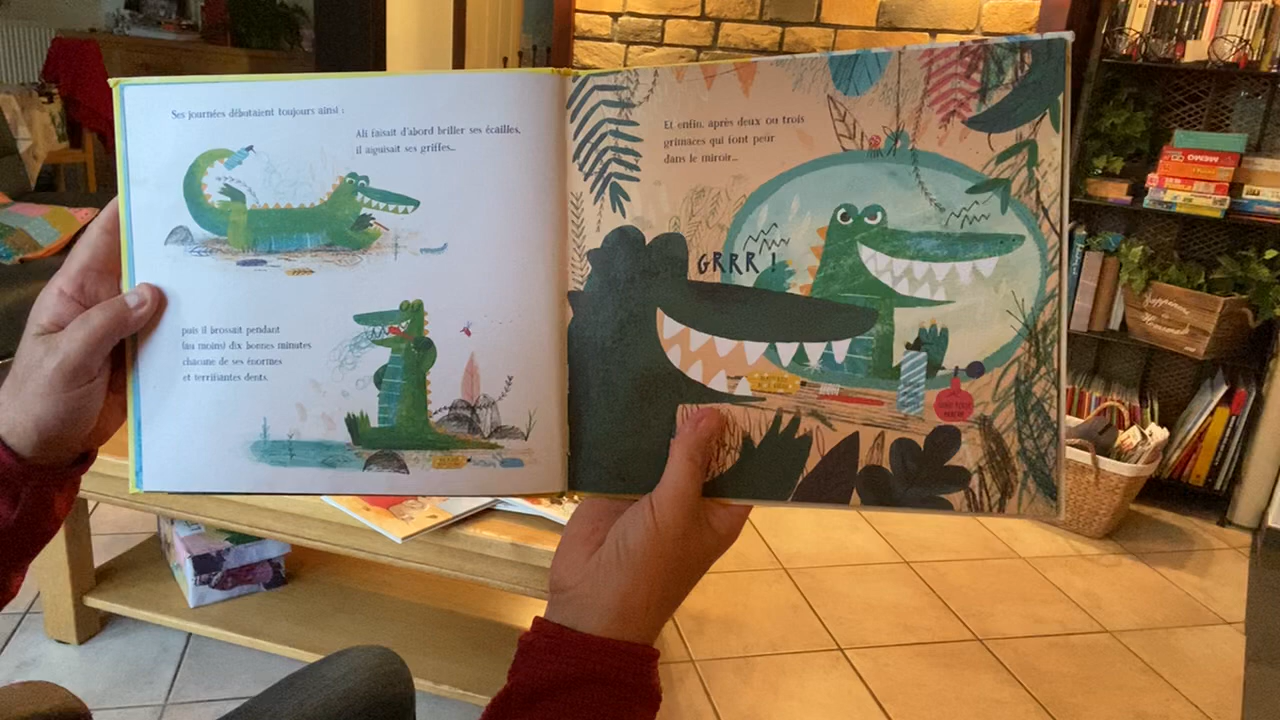 Ses journées débutaient toujours ainsi :
Ali faisait d'abord briller ses écailles,
il aiguisait ses griffes...
puis il brossait pendant
(au moins) dix bonnes minutes
chacune de ses énormes
et terrifiantes dents.
Et enfin, après deux ou trois
grimaces qui font peur
dans le miroir...
GRRR !
MEMO